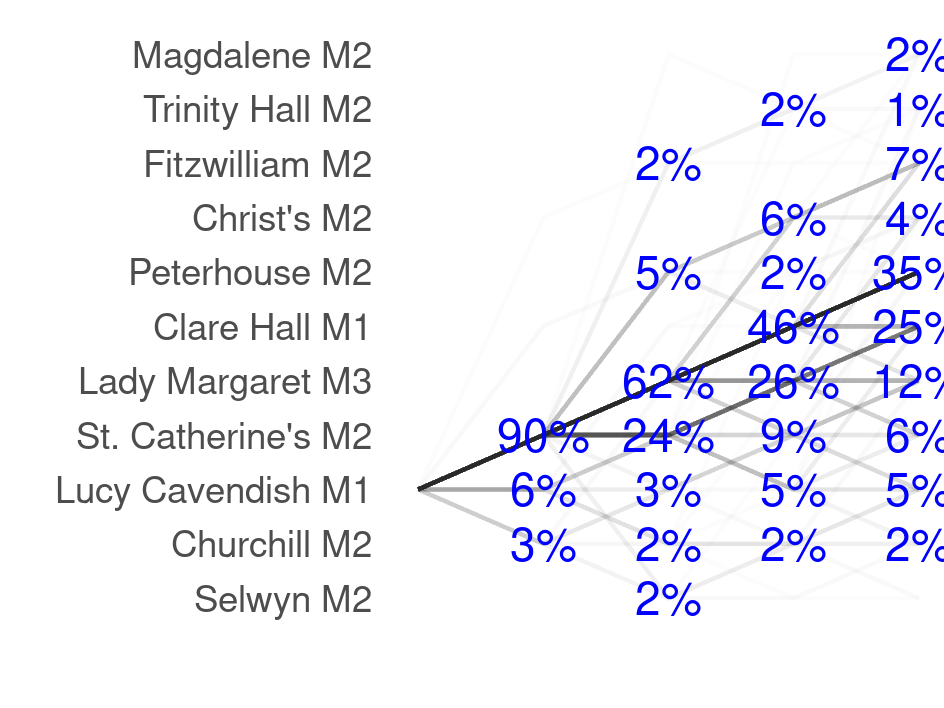 Magdalene M2 2%
Trinity Hall M2 2% 1%
Fitzwilliam M2 2% 7%
Christ's M2 6% 4%
Peterhouse M2 5% 2% 35%
Clare Hall M1 46% 25%
Lady Margaret M3 62% 26% 12%
St. Catherine's M2 90% 24% 9% 6%
Lucy Cavendish M1 6% 3% 5% 5%
Churchill M2 3% 2% 2% 2%
Selwyn M2 2%